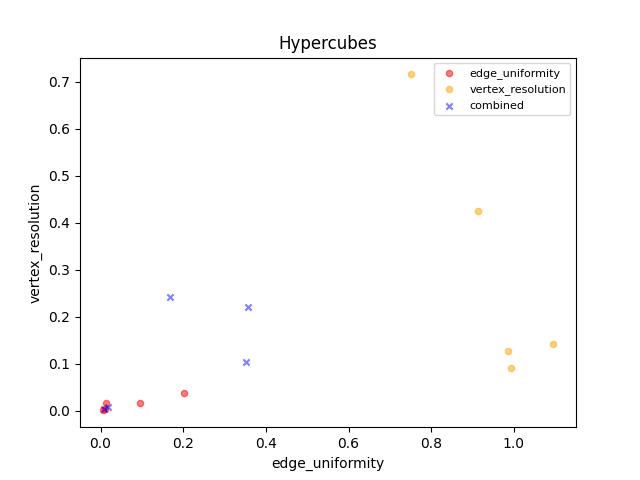 Hypercubes
edge_uniformity
vertex_resolution
combined
0.7
0.6
0.5
0.4
0.3
0.2
0.1
0.0
vertex_resolution
0.0 0.2 0.4 0.6 0.8 1.0
edge_uniformity